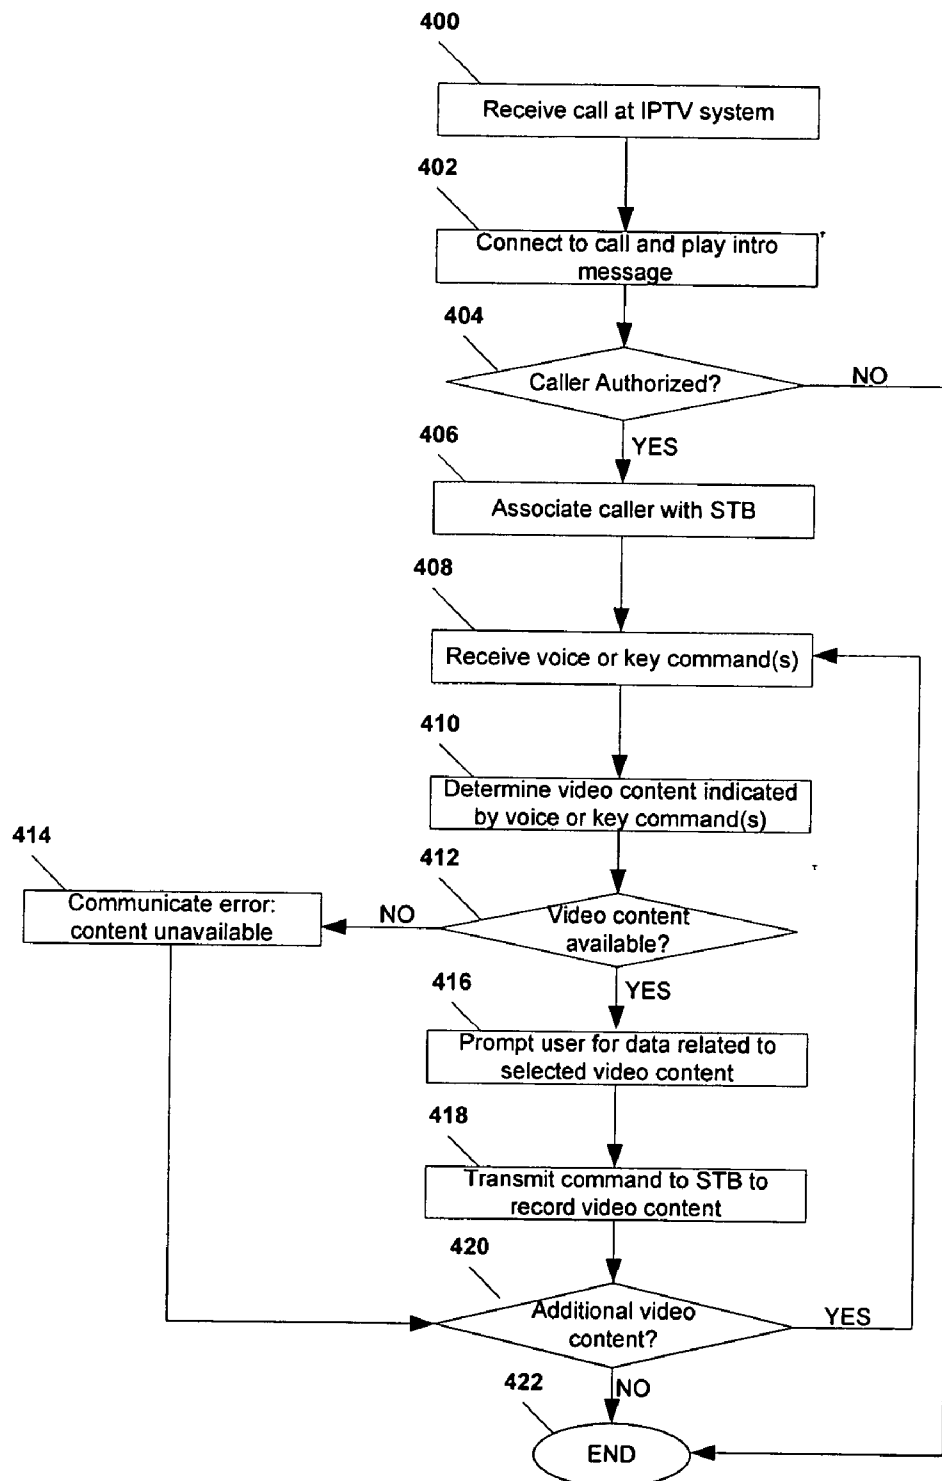 400
Receive call at IPTV system
402
Connect to call and play intro
message
404
Caller Authorized?
NO
406
YES
Associate caller with STB
408
Receive voice or key command(s)
410
Determine video content indicated
by voice or key command(s)
414
412
Communicate error:
content unavailable
NO
Video content
available?
416
YES
Prompt user for data related to
selected video content
418
Transmit command to STB to
record video content
420
Additional video
content?
YES
422
NO
END